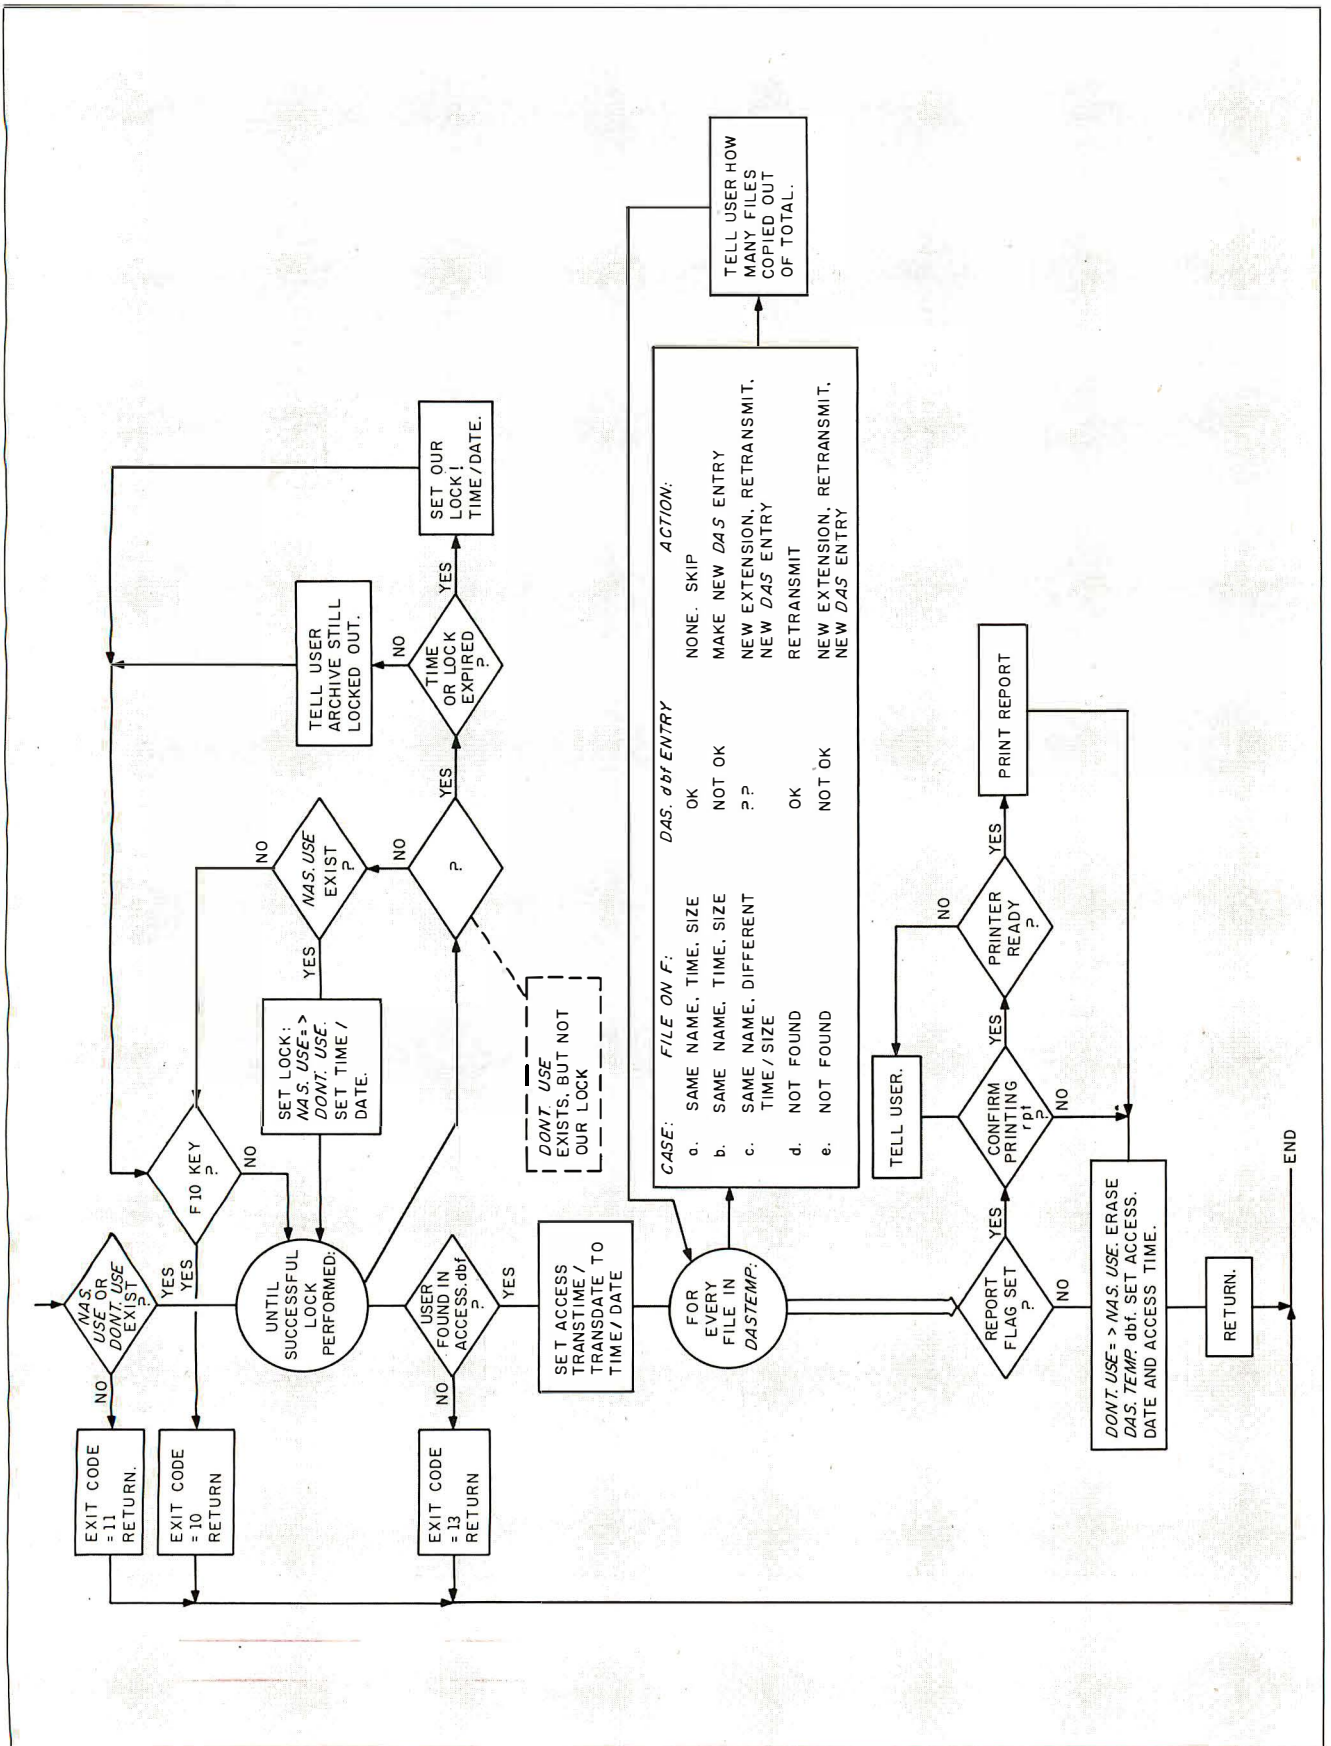 NAS.
USE OR
DONT. USE
EXIST
?
NO
YES
EXIT CODE
= 11
RETURN.
F10 KEY
?
YES
NO
EXIT CODE
= 10
RETURN
UNTIL
SUCCESSFUL
LOCK
PERFORMED:
SET LOCK:
NAS. USE = >
DONT. USE.
SET TIME /
DATE.
YES
NAS. USE
EXIST
?
NO
NO
?
YES
DONT. USE
EXISTS, BUT NOT
OUR LOCK
TELL USER
ARCHIVE STILL
LOCKED OUT.
NO
TIME
OR LOCK
EXPIRED
?
YES
SET OUR
LOCK!
TIME/DATE.
USER
FOUND IN
ACCESS.dbf
?
NO
YES
EXIT CODE
= 13
RETURN
SET ACCESS
TRANSTIME /
TRANSDATE TO
TIME/DATE
FOR
EVERY
FILE IN
DASTEMP:
CASE: FILE ON F: DAS. dbf ENTRY ACTION:
a. SAME NAME, TIME, SIZE OK NONE. SKIP
b. SAME NAME, TIME, SIZE NOT OK MAKE NEW DAS ENTRY
c. SAME NAME, DIFFERENT ?? NEW EXTENSION, RETRANSMIT,
TIME / SIZE NEW DAS ENTRY
d. NOT FOUND OK RETRANSMIT
e. NOT FOUND NOT OK NEW EXTENSION, RETRANSMIT,
NEW DAS ENTRY
TELL USER HOW
MANY FILES
COPIED OUT
OF TOTAL.
REPORT
FLAG SET
?
YES
NO
CONFIRM
PRINTING
rpt
?
YES
NO
TELL USER.
PRINTER
READY
?
NO
YES
PRINT REPORT
DONT. USE = > NAS. USE. ERASE
DAS. TEMP. dbf. SET ACCESS.
DATE AND ACCESS TIME.
RETURN.
END